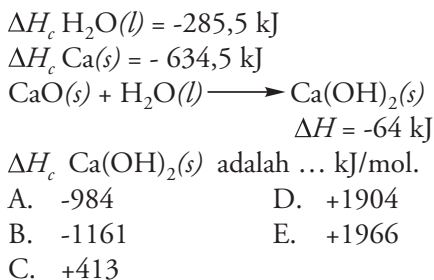 ΔH_c H₂O(l) = -285,5 kJ
ΔH_c Ca(s) = - 634,5 kJ
CaO(s) + H₂O(l) ⟶ Ca(OH)₂(s)
ΔH = -64 kJ
ΔH_c Ca(OH)₂(s) adalah … kJ/mol.
A. -984 D. +1904
B. -1161 E. +1966
C. +413